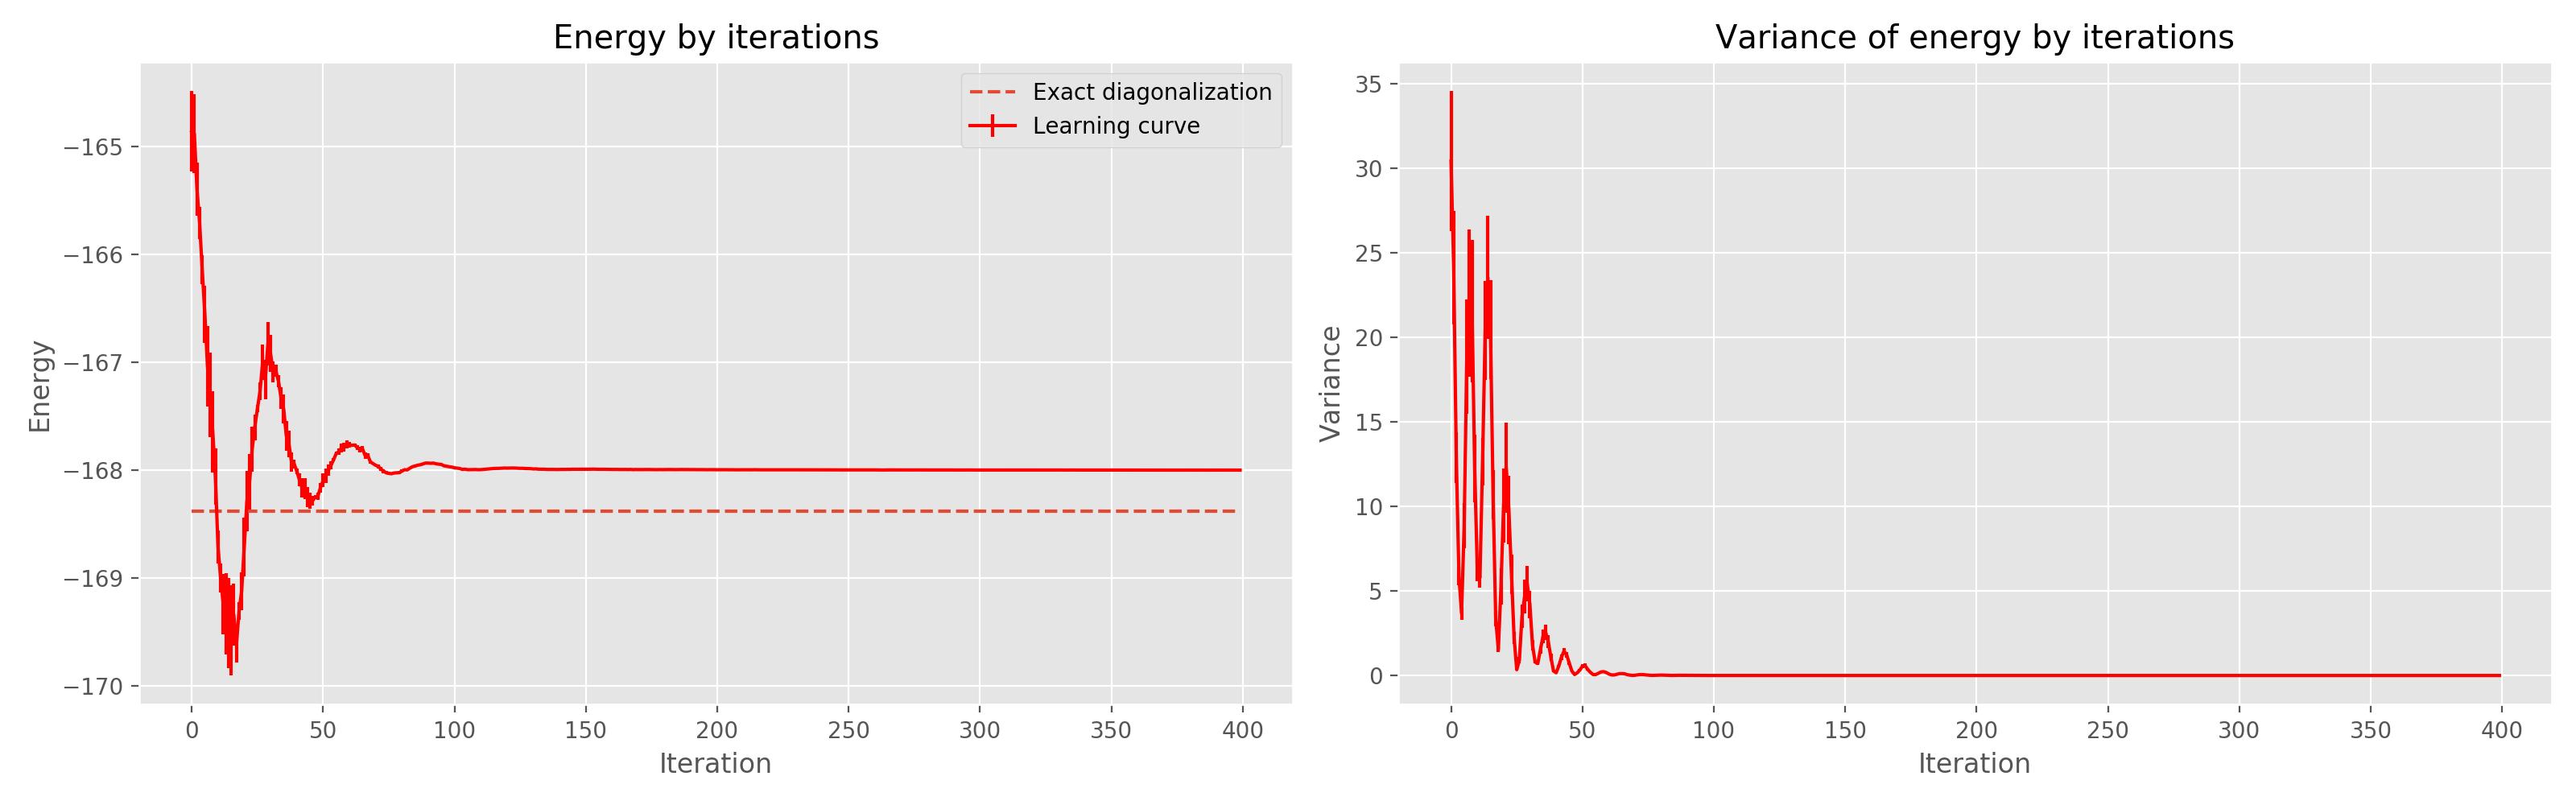 Energy by iterations
Exact diagonalization
Learning curve
−165
−166
−167
−168
−169
−170
Energy
0 50 100 150 200 250 300 350 400
Iteration
Variance of energy by iterations
35
30
25
20
15
10
5
0
Variance
0 50 100 150 200 250 300 350 400
Iteration